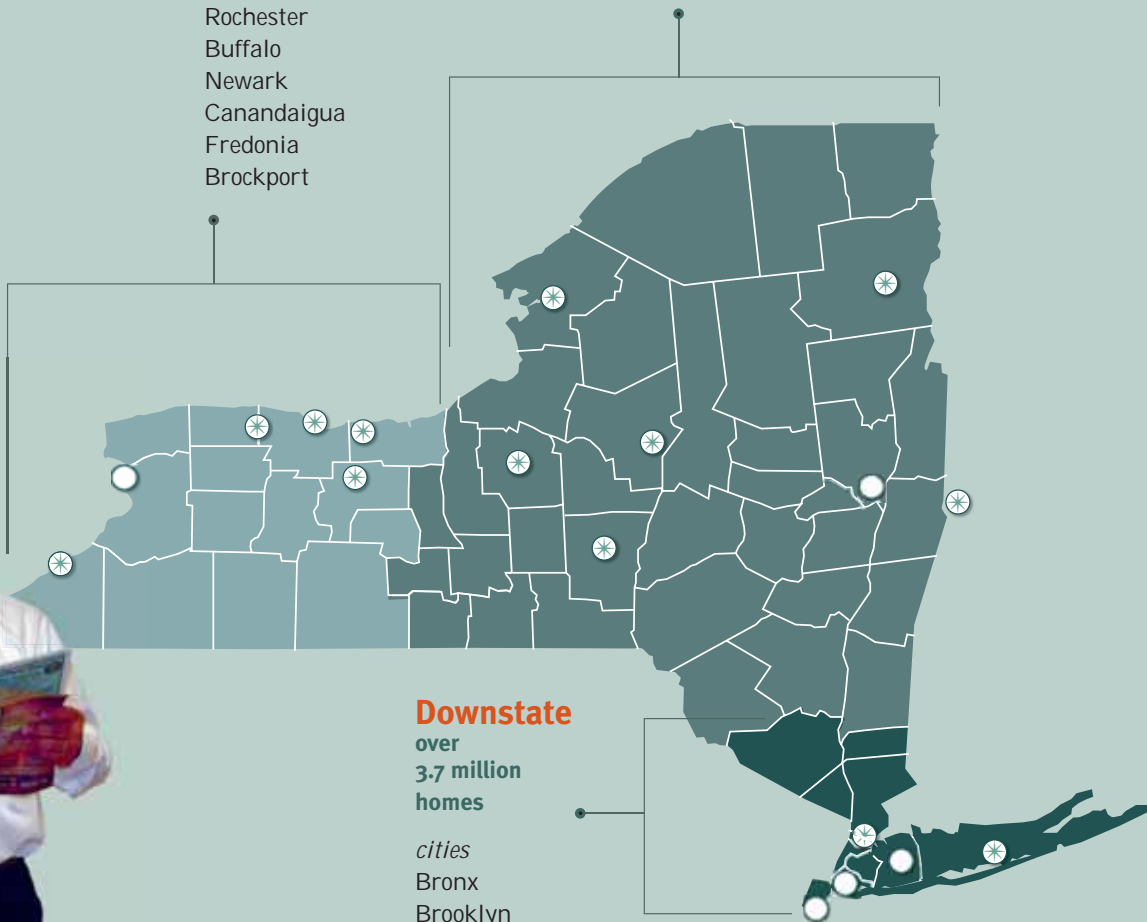 Rochester
Buffalo
Newark
Canandaigua
Fredonia
Brockport
Downstate
over
3.7 million
homes
cities
Bronx
Brooklyn